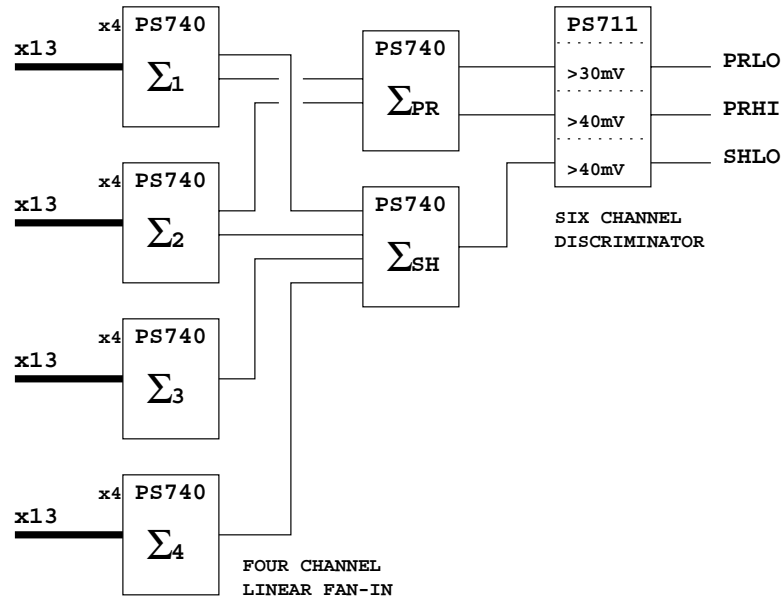 x4 PS740
x13
Σ1
PS740
ΣPR
PS711
>30mV
>40mV
>40mV
PRLO
PRHI
SHLO
x4 PS740
x13
Σ2
PS740
ΣSH
SIX CHANNEL
DISCRIMINATOR
x4 PS740
x13
Σ3
x4 PS740
x13
Σ4
FOUR CHANNEL
LINEAR FAN-IN